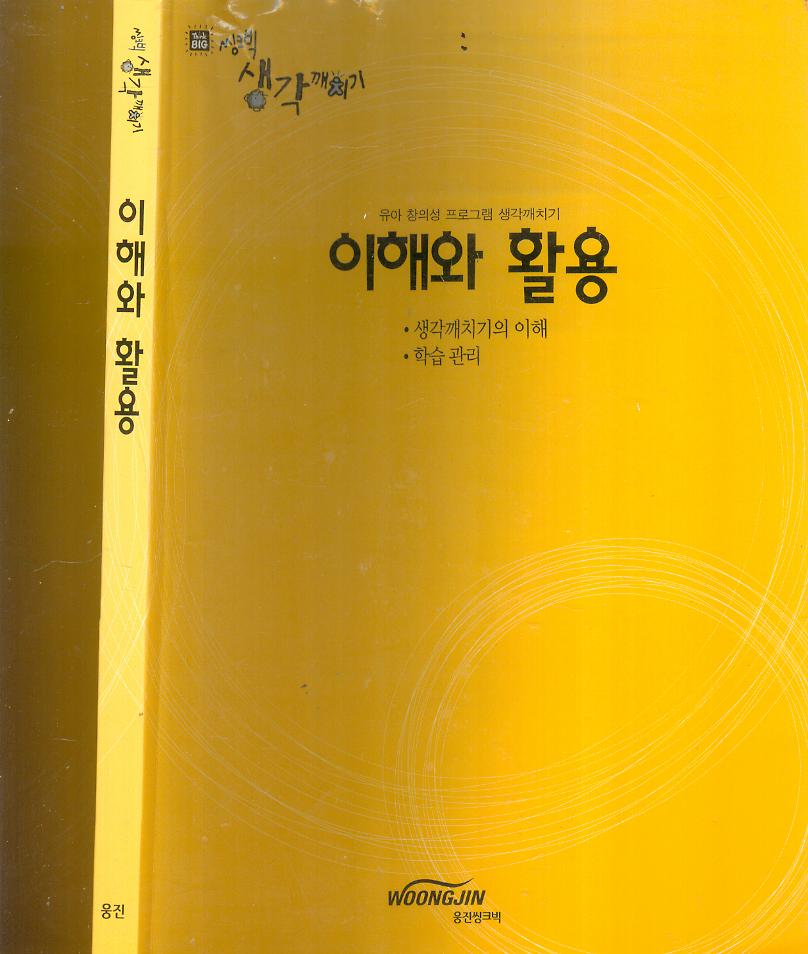 씽크빅
생각깨치기
이해와 활용
웅진
Think
BIG
씽크빅
생각깨치기
유아 창의성 프로그램 생각깨치기
이해와 활용
• 생각깨치기의 이해
• 학습 관리
WOONGJIN
웅진씽크빅